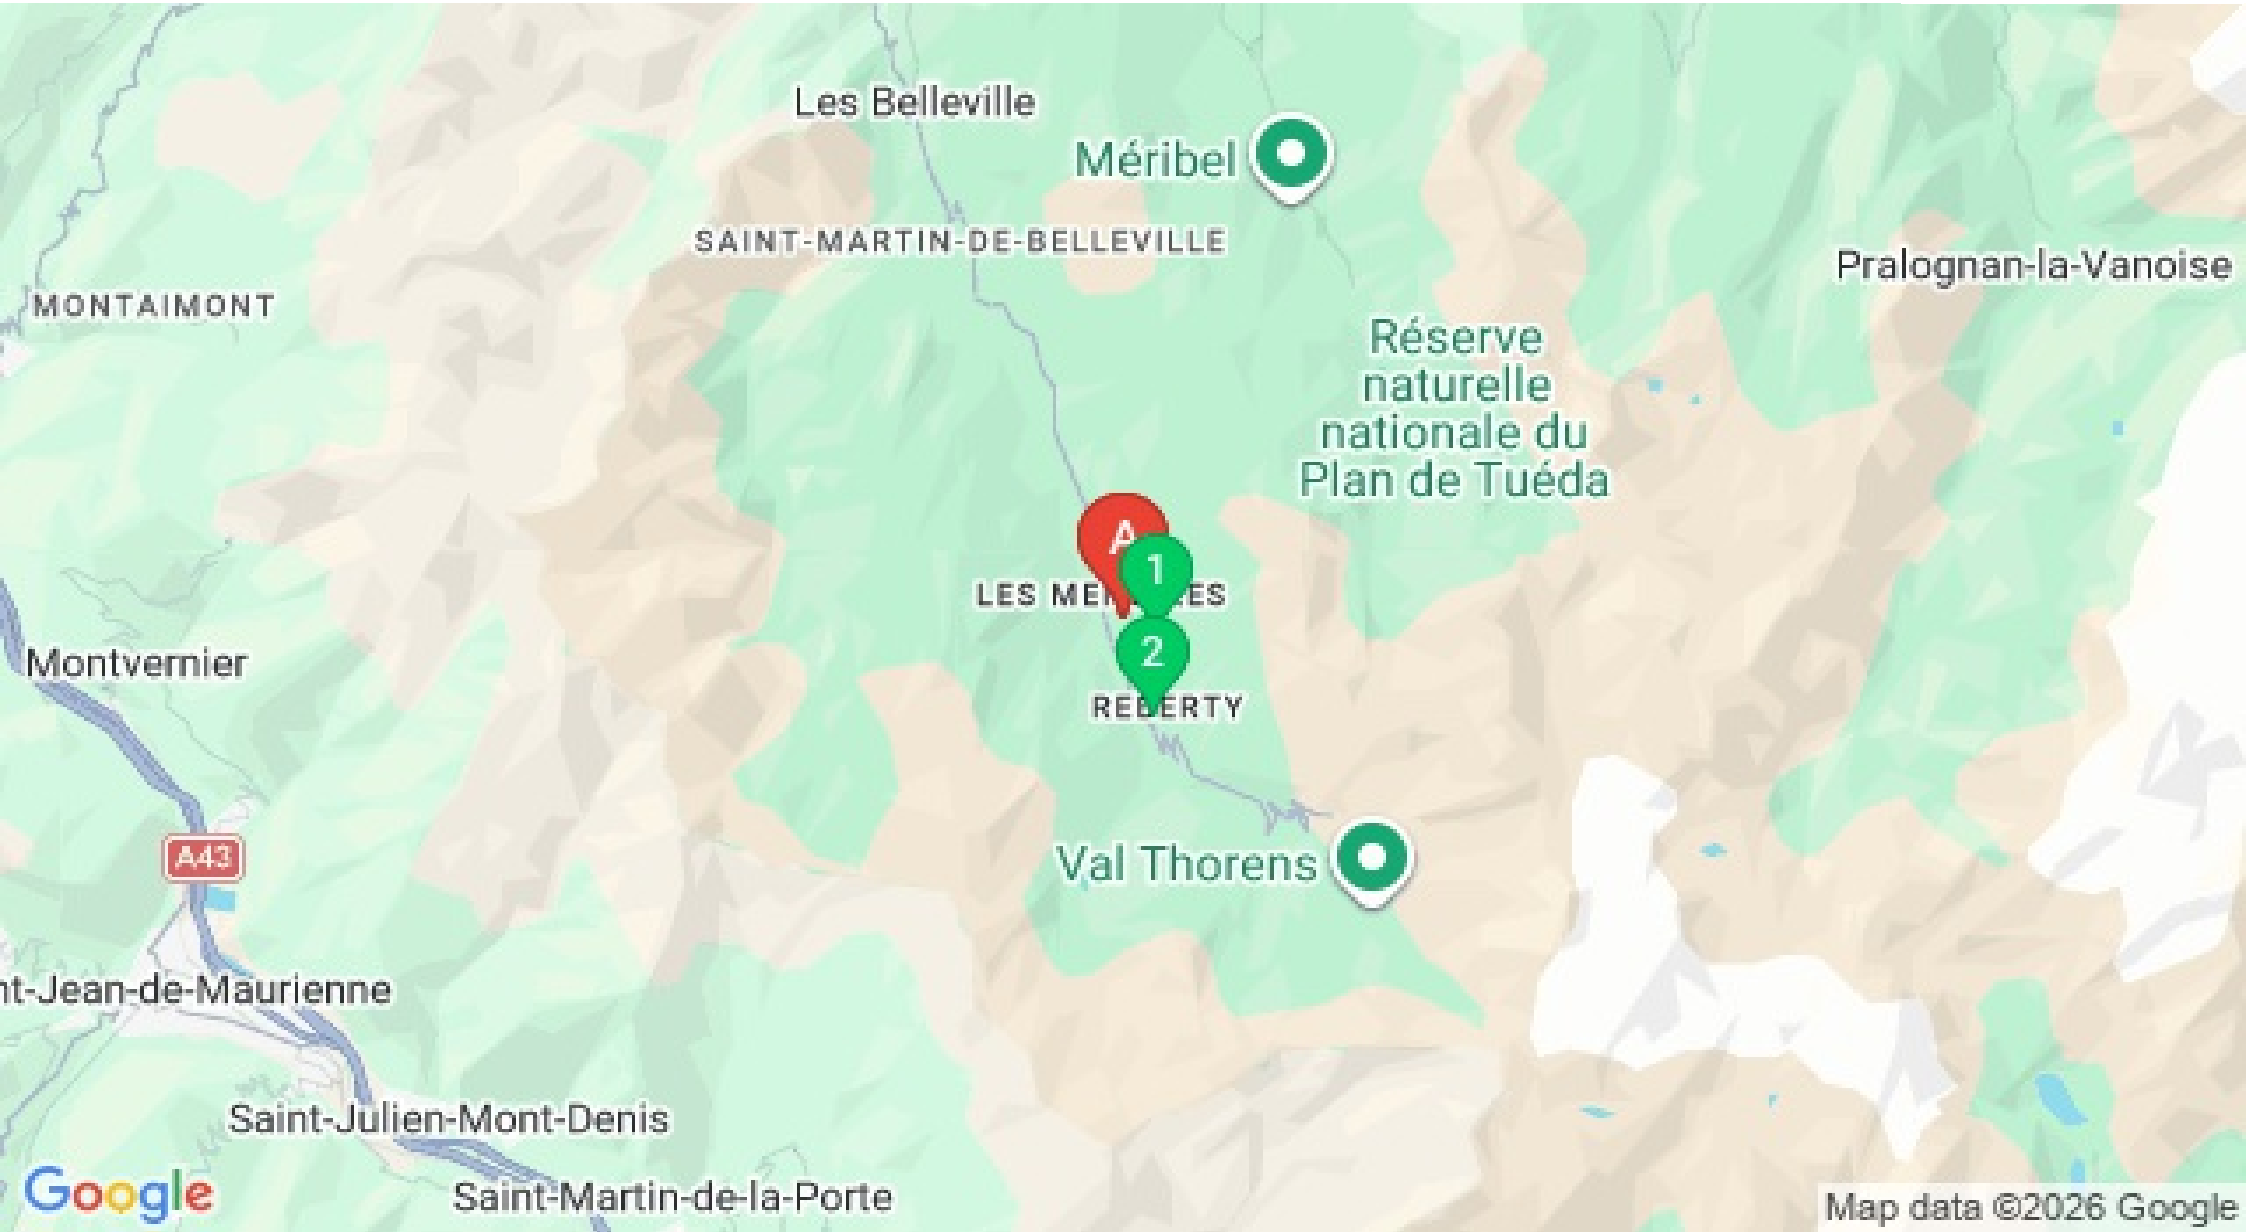 Les Belleville
Méribel
SAINT-MARTIN-DE-BELLEVILLE
Pralognan-la-Vanoise
MONTAIMONT
Réserve
naturelle
nationale du
Plan de Tuéda
A
1
LES
2
Montvernier
REBERTY
A43
Val Thorens
nt-Jean-de-Maurienne
Saint-Julien-Mont-Denis
Saint-Martin-de-la-Porte
Google
Map data ©2026 Google